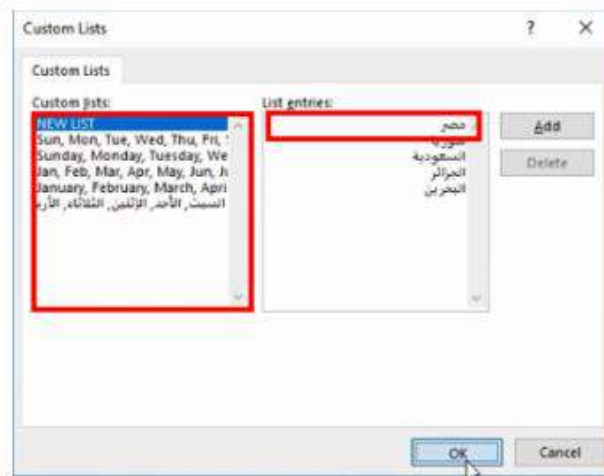 Custom Lists
?
Custom Lists
Custom lists:
NEW LIST
Sun, Mon, Tue, Wed, Thu, Fri,
Sunday, Monday, Tuesday, We
Jan, Feb, Mar, Apr, May, Jun, Ju
January, February, March, Apri
السبت, الأحد, الإثنين, الثلاثاء, الأرب
List entries:
مصر
سوريا
السعودية
الجزائر
البحرين
Add
Delete
OK
Cancel